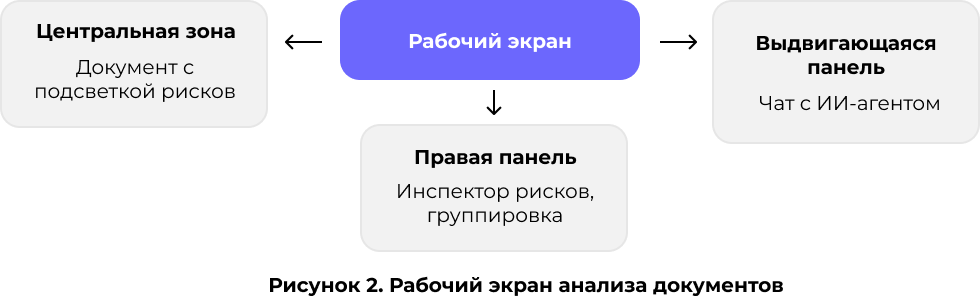 Центральная зона
Документ с
подсветкой рисков
Рабочий экран
Выдвигающаяся
панель
Чат с ИИ-агентом
Правая панель
Инспектор рисков,
группировка
Рисунок 2. Рабочий экран анализа документов